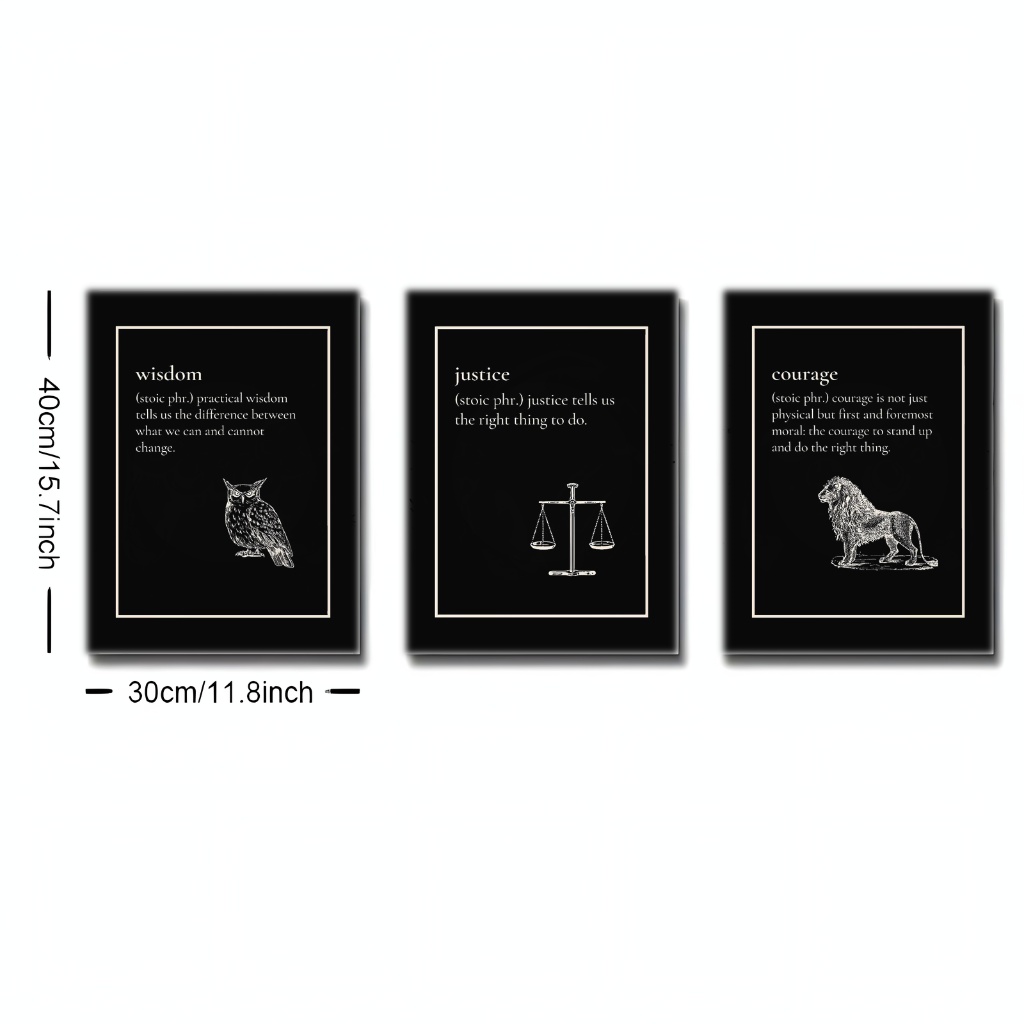 wisdom
(stoic phr.) practical wisdom
tells us the difference between
what we can and cannot
change.
justice
(stoic phr.) justice tells us
the right thing to do.
courage
(stoic phr.) courage is not just
physical but first and foremost
moral: the courage to stand up
and do the right thing.
40cm/15.7inch
30cm/11.8inch